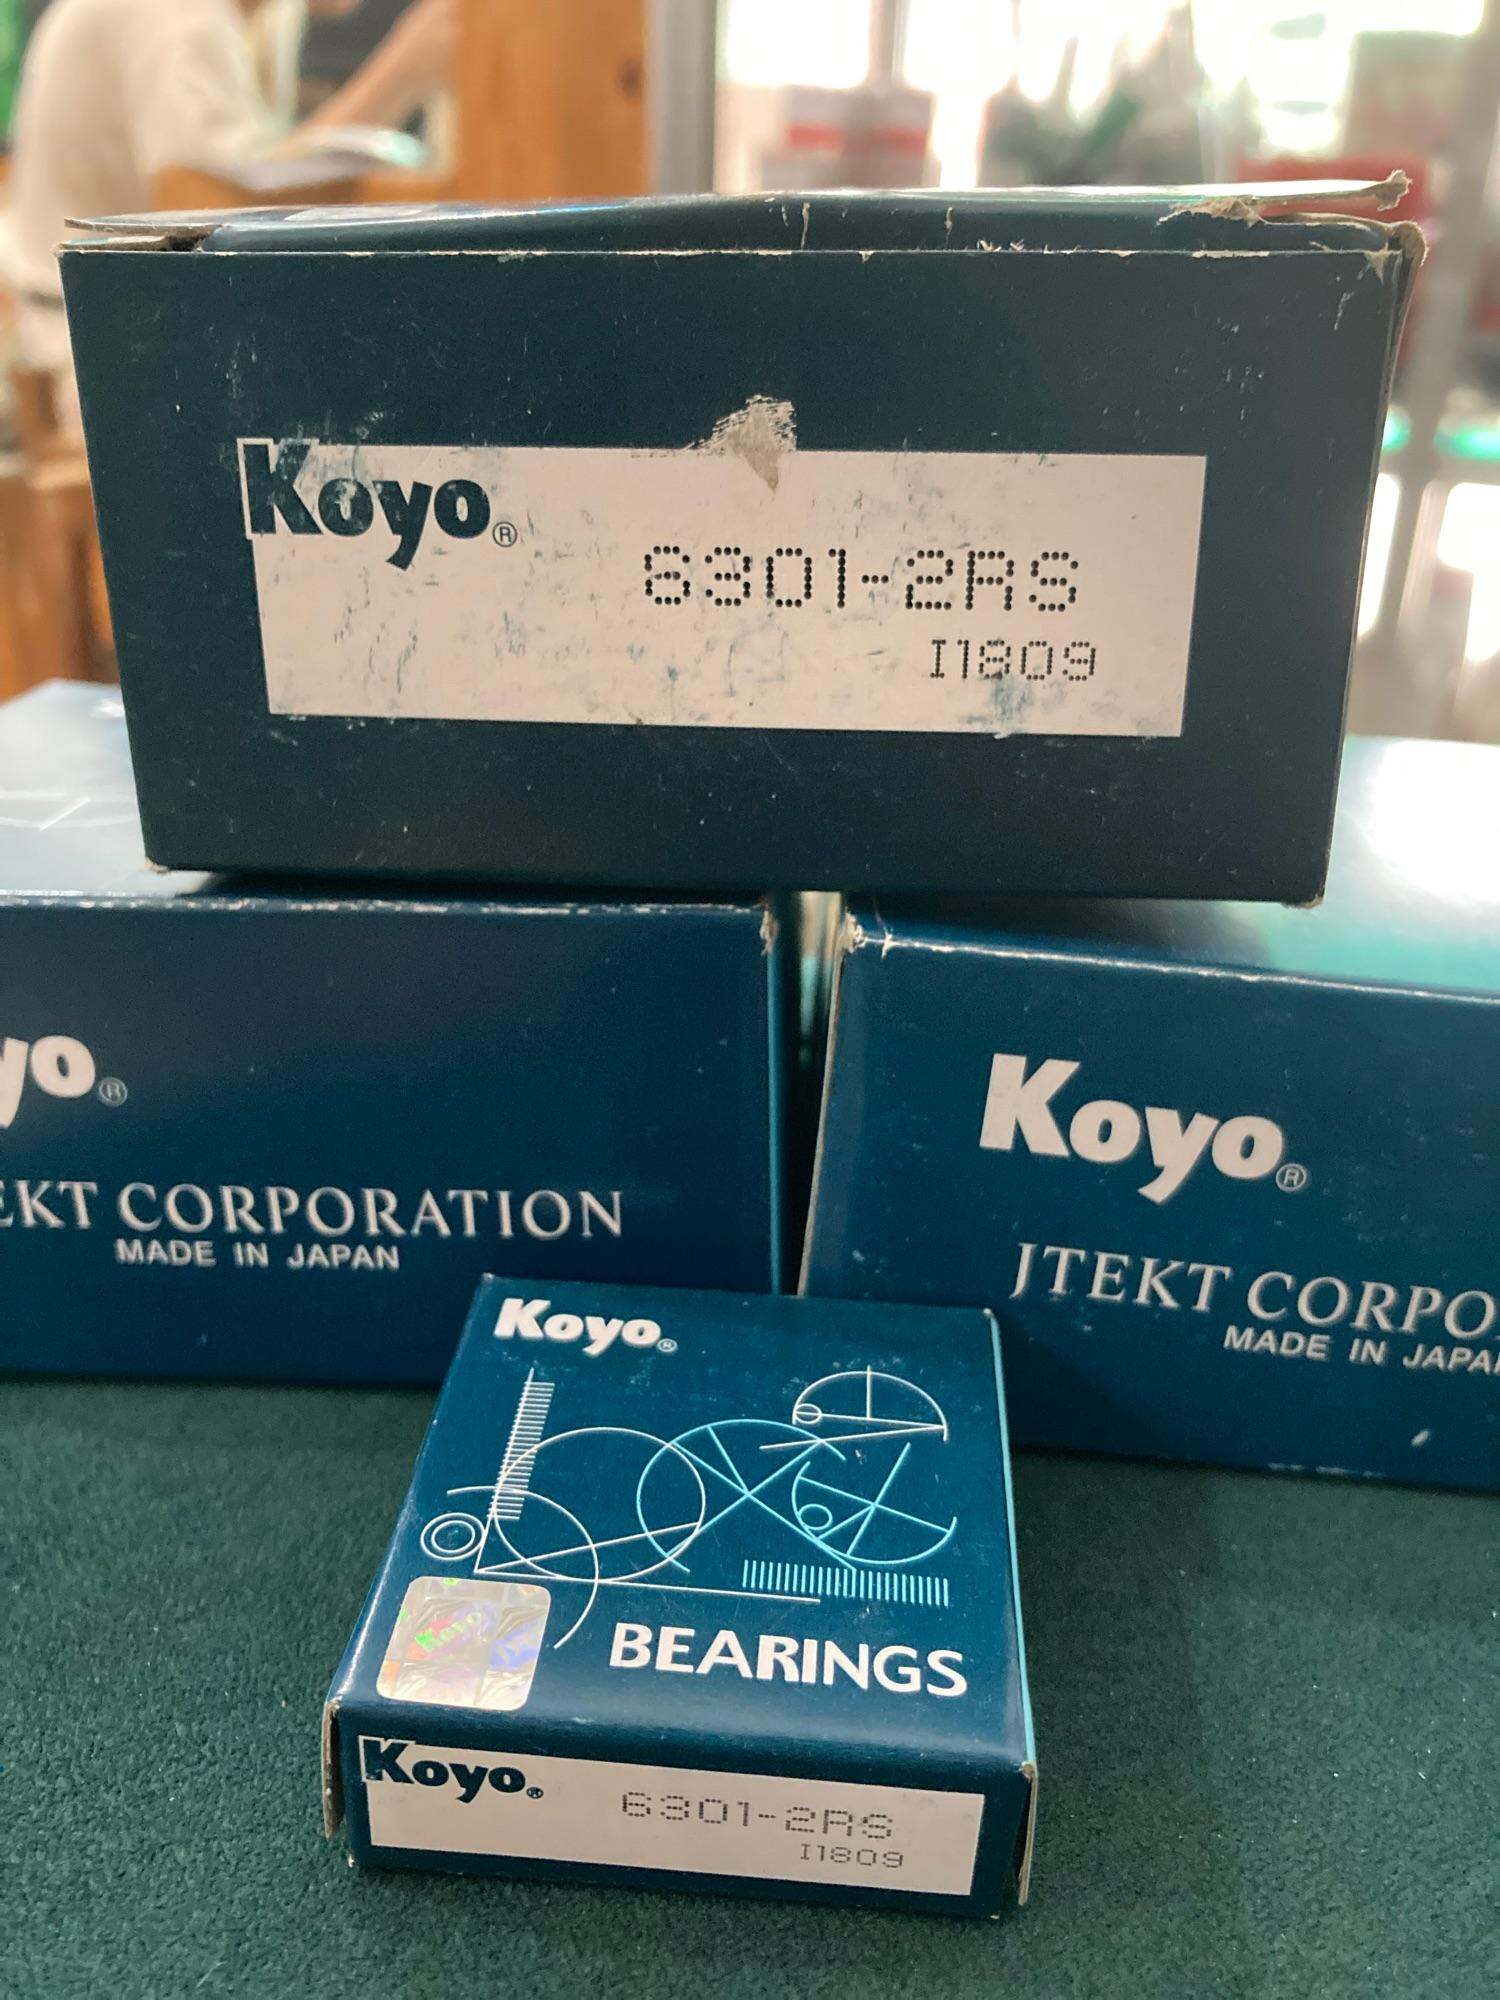 Koyo®
6301-2RS
I1809
yo®
EKT CORPORATION
MADE IN JAPAN
Koyo®
JTEKT CORPO
MADE IN JAPA
Koyo®
Koyo
BEARINGS
Koyo®
6301-2RS
I1809